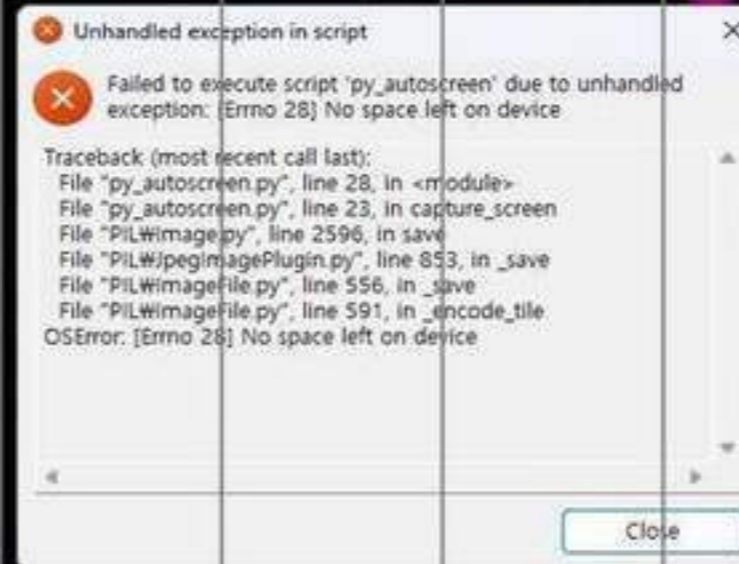 Unhandled exception in script
Failed to execute script 'py_autoscreen' due to unhandled
exception: [Errno 28] No space left on device
Traceback (most recent call last):
File "py_autoscreen.py", line 28, in <module>
File "py_autoscreen.py", line 23, in capture_screen
File "PIL₩Image.py", line 2596, in save
File "PIL₩JpegImagePlugin.py", line 853, in _save
File "PIL₩ImageFile.py", line 556, in _save
File "PIL₩ImageFile.py", line 591, in _encode_tile
OSError: [Errno 28] No space left on device
Close